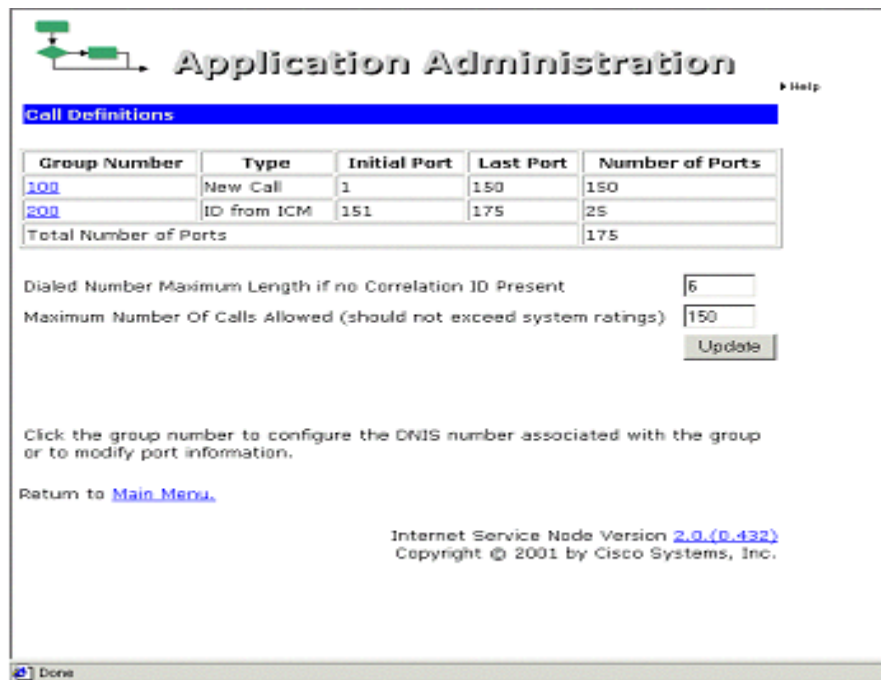 Application Administration
Help
Call Definitions
Group Number Type Initial Port Last Port Number of Ports
100 New Call 1 150 150
200 ID from ICM 151 175 25
Total Number of Ports 175
Dialed Number Maximum Length if no Correlation ID Present 6
Maximum Number Of Calls Allowed (should not exceed system ratings) 150
Update
Click the group number to configure the DNIS number associated with the group
or to modify port information.
Return to Main Menu.
Internet Service Node Version 2.0.(0.432)
Copyright © 2001 by Cisco Systems, Inc.
Done